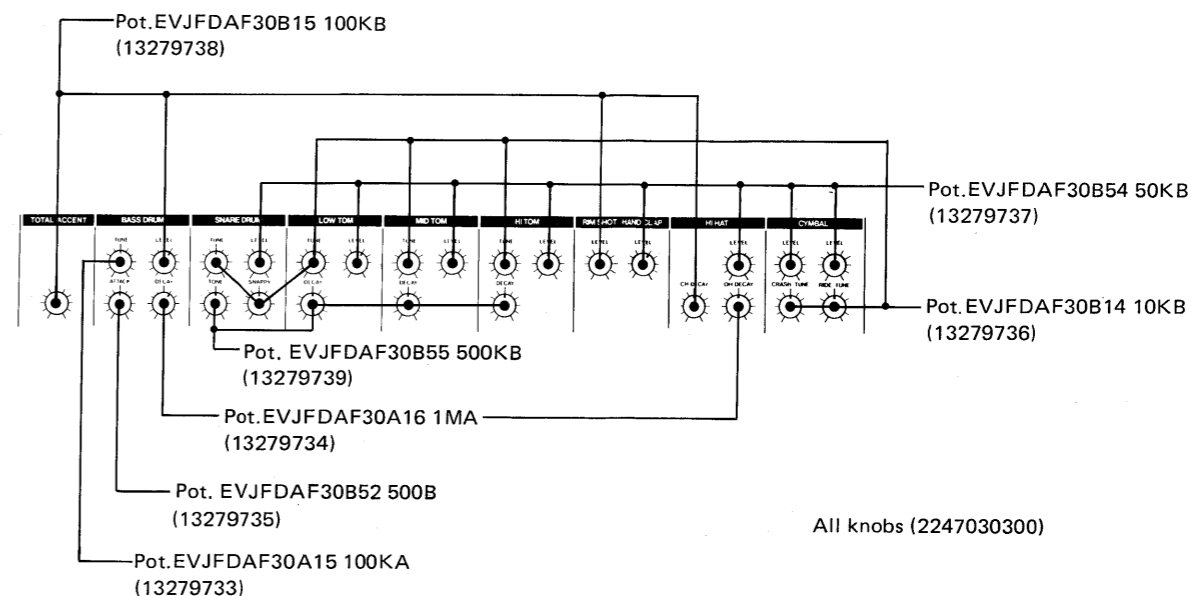 Pot.EVJFDAF30B15 100KB
(13279738)
Pot.EVJFDAF30B54 50KB
(13279737)
TOTAL ACCENT BASS DRUM SNARE DRUM LOW TOM MID TOM HI TOM RIM SHOT HAND CLAP HI HAT CYMBAL
TUNE LEVEL TUNE LEVEL TUNE LEVEL TUNE LEVEL TUNE LEVEL LEVEL LEVEL LEVEL LEVEL LEVEL
ATTACK DECAY TONE SNAPPY DECAY DECAY DECAY CH DECAY OH DECAY CRASH TUNE RIDE TUNE
Pot.EVJFDAF30B14 10KB
(13279736)
Pot. EVJFDAF30B55 500KB
(13279739)
Pot.EVJFDAF30A16 1MA
(13279734)
Pot. EVJFDAF30B52 500B
(13279735)
All knobs (2247030300)
Pot.EVJFDAF30A15 100KA
(13279733)